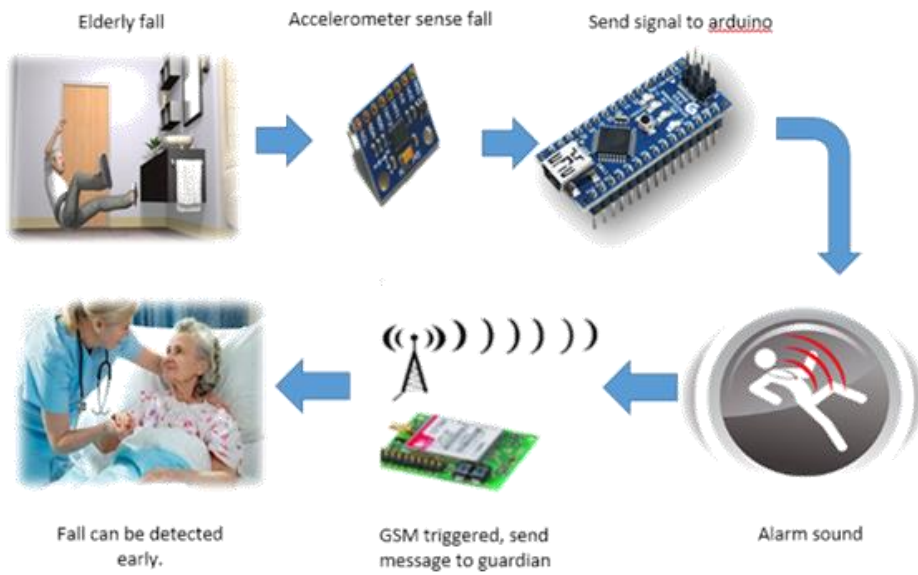 Elderly fall
Accelerometer sense fall
Send signal to arduino
Fall can be detected
early.
GSM triggered, send
message to guardian
Alarm sound